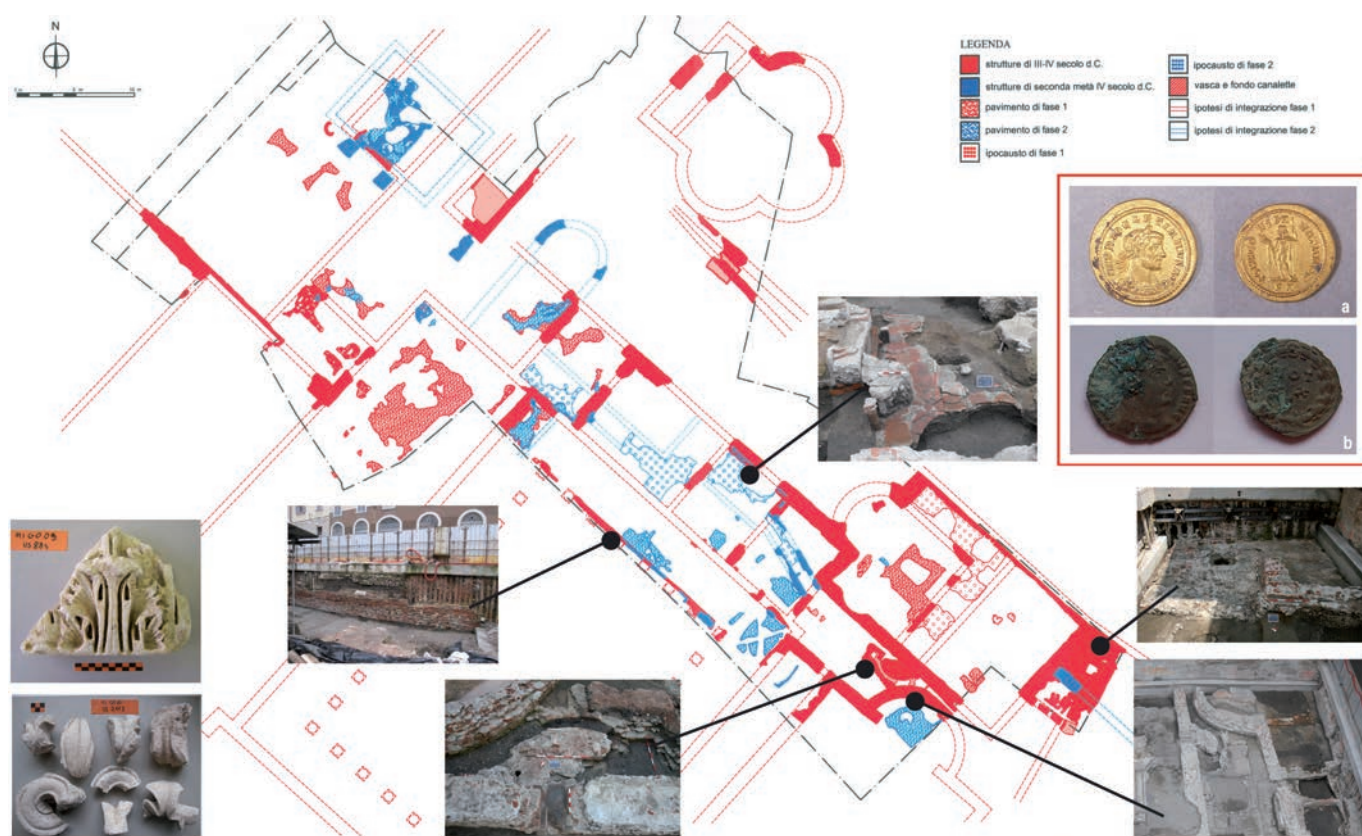 N
LEGENDA
strutture di III-IV secolo d.C.
strutture di seconda metà IV secolo d.C.
pavimento di fase 1
pavimento di fase 2
ipocausto di fase 1
ipocausto di fase 2
vasca e fondo canalette
ipotesi di integrazione fase 1
ipotesi di integrazione fase 2
a
b